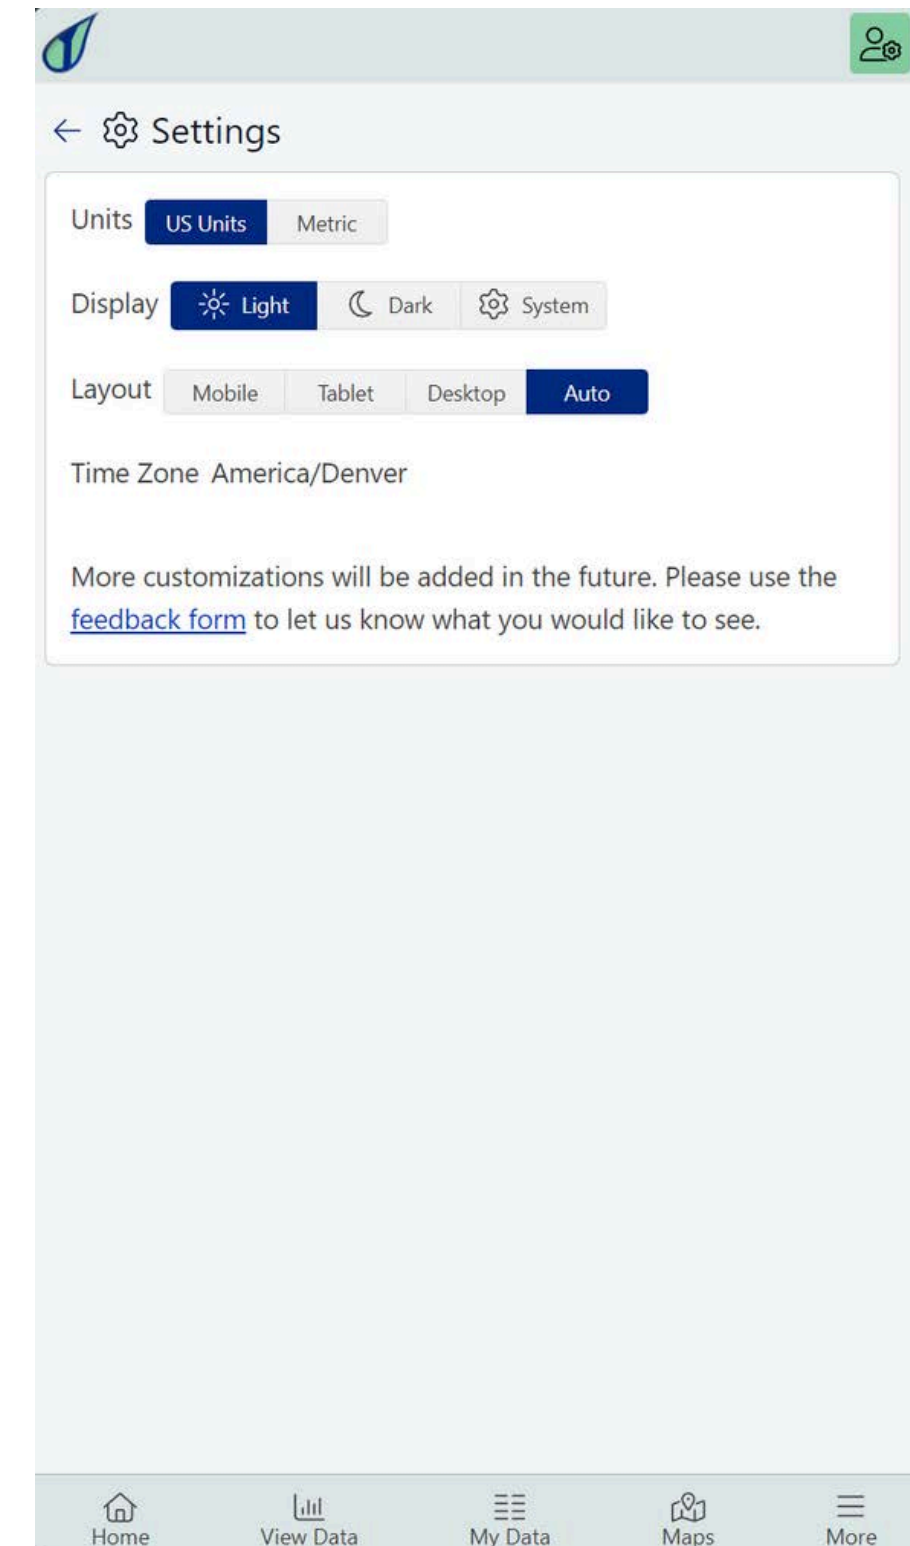 Settings
Units US Units Metric
Display Light Dark System
Layout Mobile Tablet Desktop Auto
Time Zone America/Denver
More customizations will be added in the future. Please use the
feedback form to let us know what you would like to see.
Home View Data My Data Maps More